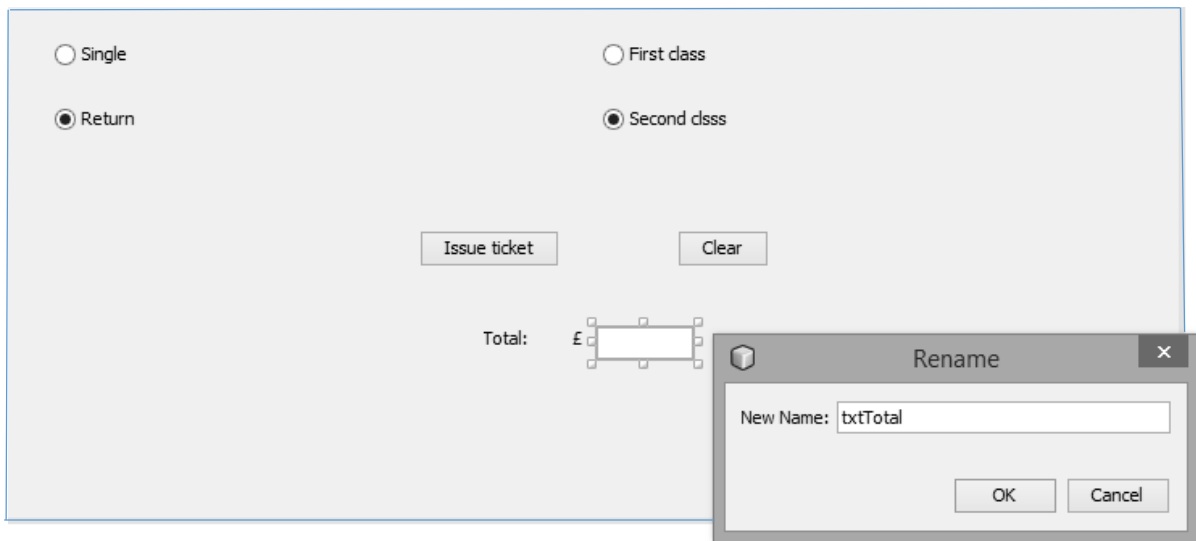 Single
First class
Return
Second clsss
Issue ticket
Clear
Total: £
Rename
New Name: txtTotal
OK
Cancel